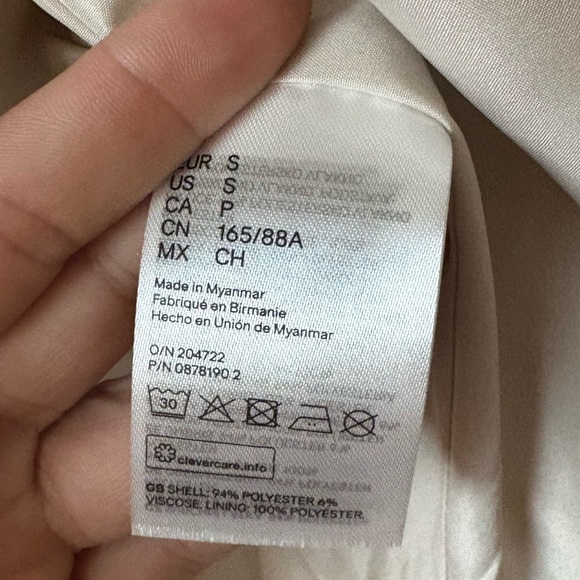 EUR S
US S
CA P
CN 165/88A
MX CH
Made in Myanmar
Fabriqué en Birmanie
Hecho en Unión de Myanmar
O/N 204722
P/N 0878190 2
30
clevercare.info
GB SHELL: 94% POLYESTER 6%
VISCOSE. LINING: 100% POLYESTER.